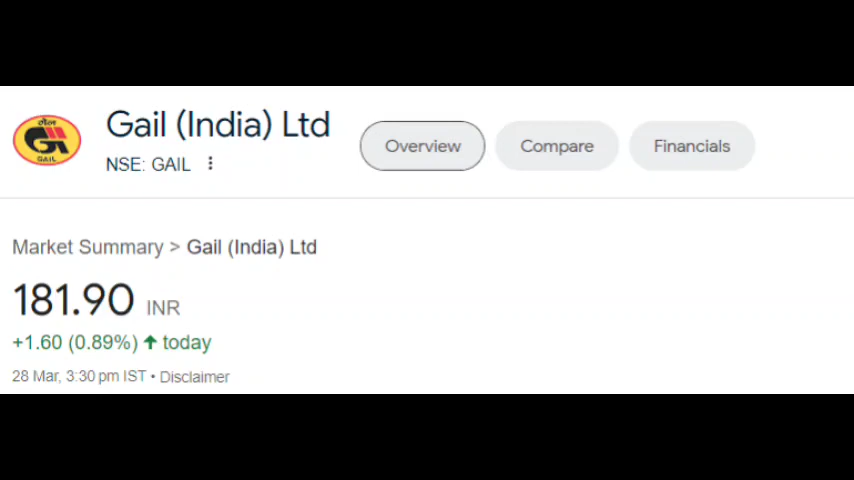 गेल
GAIL
Gail (India) Ltd
NSE: GAIL
Overview Compare Financials
Market Summary > Gail (India) Ltd
181.90 INR
+1.60 (0.89%) ↑ today
28 Mar, 3:30 pm IST • Disclaimer